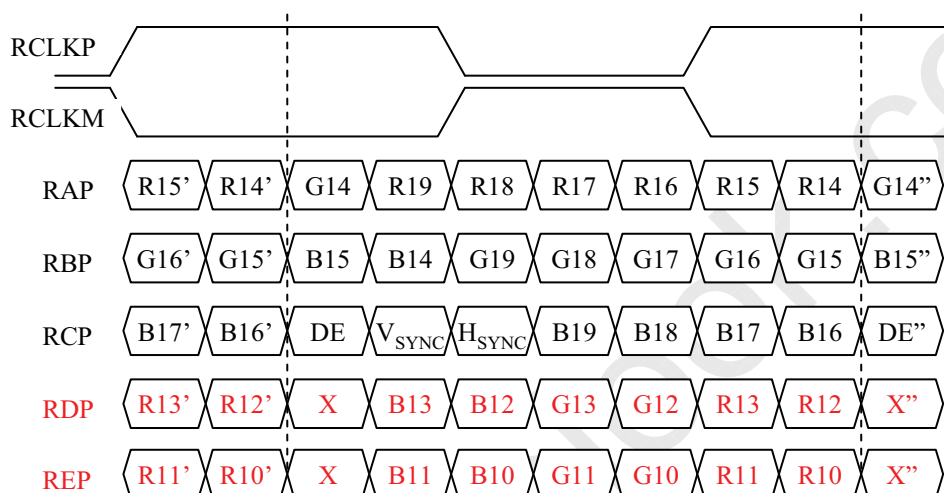 RCLKP
RCLKM
RAP R15’ R14’ G14 R19 R18 R17 R16 R15 R14 G14”
RBP G16’ G15’ B15 B14 G19 G18 G17 G16 G15 B15”
RCP B17’ B16’ DE VSYNC HSYNC B19 B18 B17 B16 DE”
RDP R13’ R12’ X B13 B12 G13 G12 R13 R12 X”
REP R11’ R10’ X B11 B10 G11 G10 R11 R10 X”